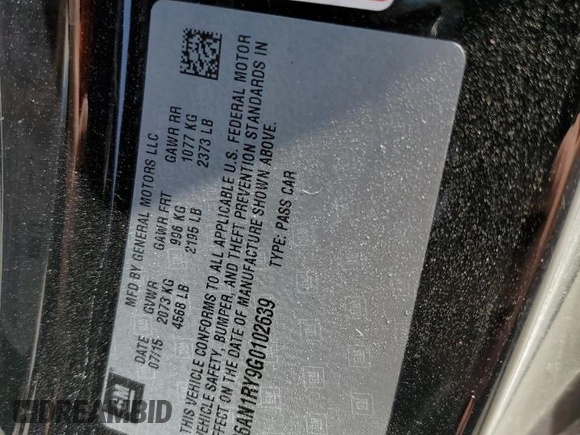 MFD BY GENERAL MOTORS LLC
DATE GVWR GAWR FRT GAWR RR
07/15 2073 KG 996 KG 1077 KG
4568 LB 2195 LB 2373 LB
THIS VEHICLE CONFORMS TO ALL APPLICABLE U.S. FEDERAL MOTOR
VEHICLE SAFETY, BUMPER, AND THEFT PREVENTION STANDARDS IN
EFFECT ON THE DATE OF MANUFACTURE SHOWN ABOVE.
6AN1RY9G0102639 TYPE: PASS CAR
GM
RIDESAFELY